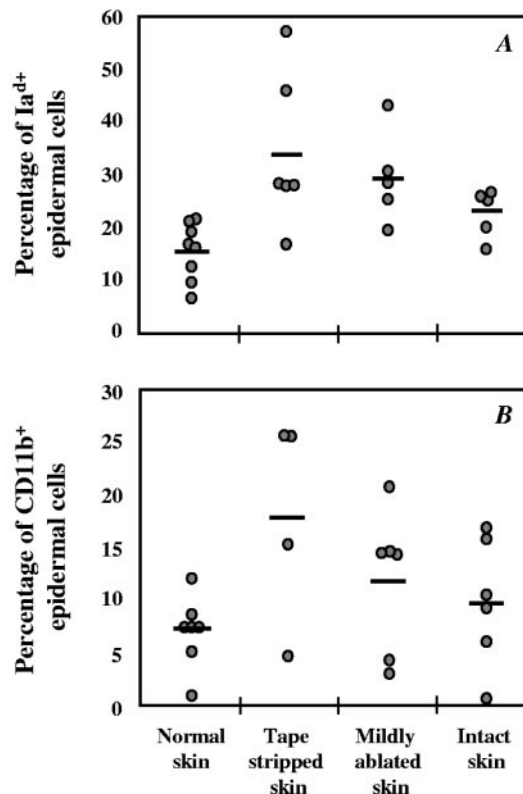 A
Percentage of Ia^d+
epidermal cells
60
50
40
30
20
10
0
B
Percentage of CD11b+
epidermal cells
30
25
20
15
10
5
0
Normal skin
Tape stripped skin
Mildly ablated skin
Intact skin